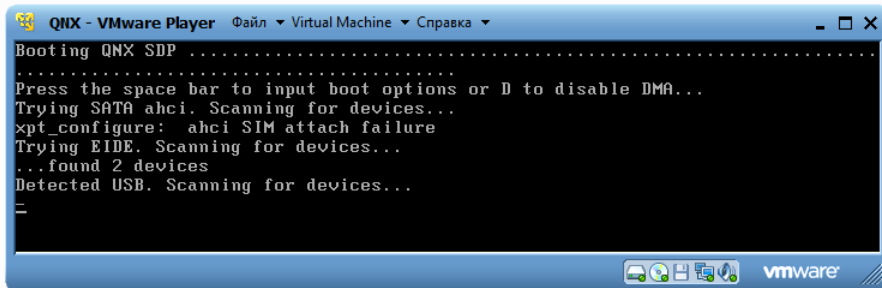 QNX - VMware Player Файл Virtual Machine Справка
Booting QNX SDP ................................................................
.........................................
Press the space bar to input boot options or D to disable DMA...
Trying SATA ahci. Scanning for devices...
xpt_configure:  ahci SIM attach failure
Trying EIDE. Scanning for devices...
...found 2 devices
Detected USB. Scanning for devices...
vmware